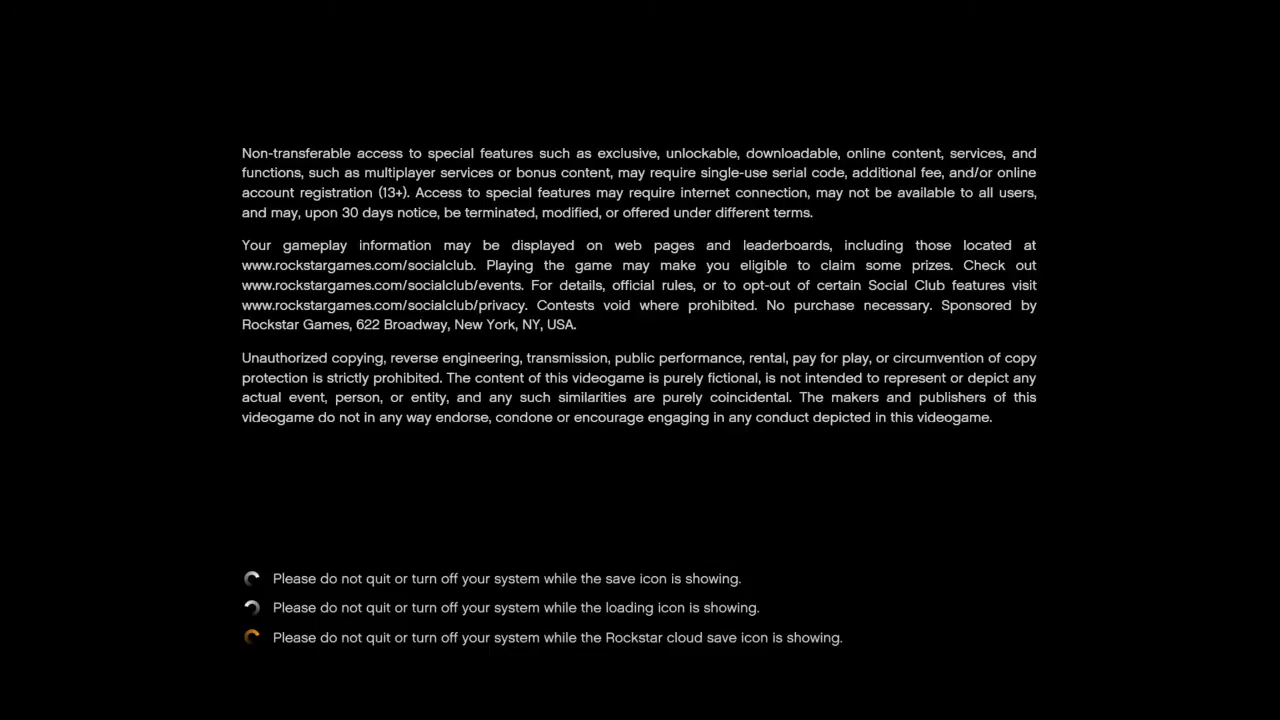 Non-transferable access to special features such as exclusive, unlockable, downloadable, online content, services, and
functions, such as multiplayer services or bonus content, may require single-use serial code, additional fee, and/or online
account registration (13+). Access to special features may require internet connection, may not be available to all users,
and may, upon 30 days notice, be terminated, modified, or offered under different terms.
Your gameplay information may be displayed on web pages and leaderboards, including those located at
www.rockstargames.com/socialclub. Playing the game may make you eligible to claim some prizes. Check out
www.rockstargames.com/socialclub/events. For details, official rules, or to opt-out of certain Social Club features visit
www.rockstargames.com/socialclub/privacy. Contests void where prohibited. No purchase necessary. Sponsored by
Rockstar Games, 622 Broadway, New York, NY, USA.
Unauthorized copying, reverse engineering, transmission, public performance, rental, pay for play, or circumvention of copy
protection is strictly prohibited. The content of this videogame is purely fictional, is not intended to represent or depict any
actual event, person, or entity, and any such similarities are purely coincidental. The makers and publishers of this
videogame do not in any way endorse, condone or encourage engaging in any conduct depicted in this videogame.
Please do not quit or turn off your system while the save icon is showing.
Please do not quit or turn off your system while the loading icon is showing.
Please do not quit or turn off your system while the Rockstar cloud save icon is showing.